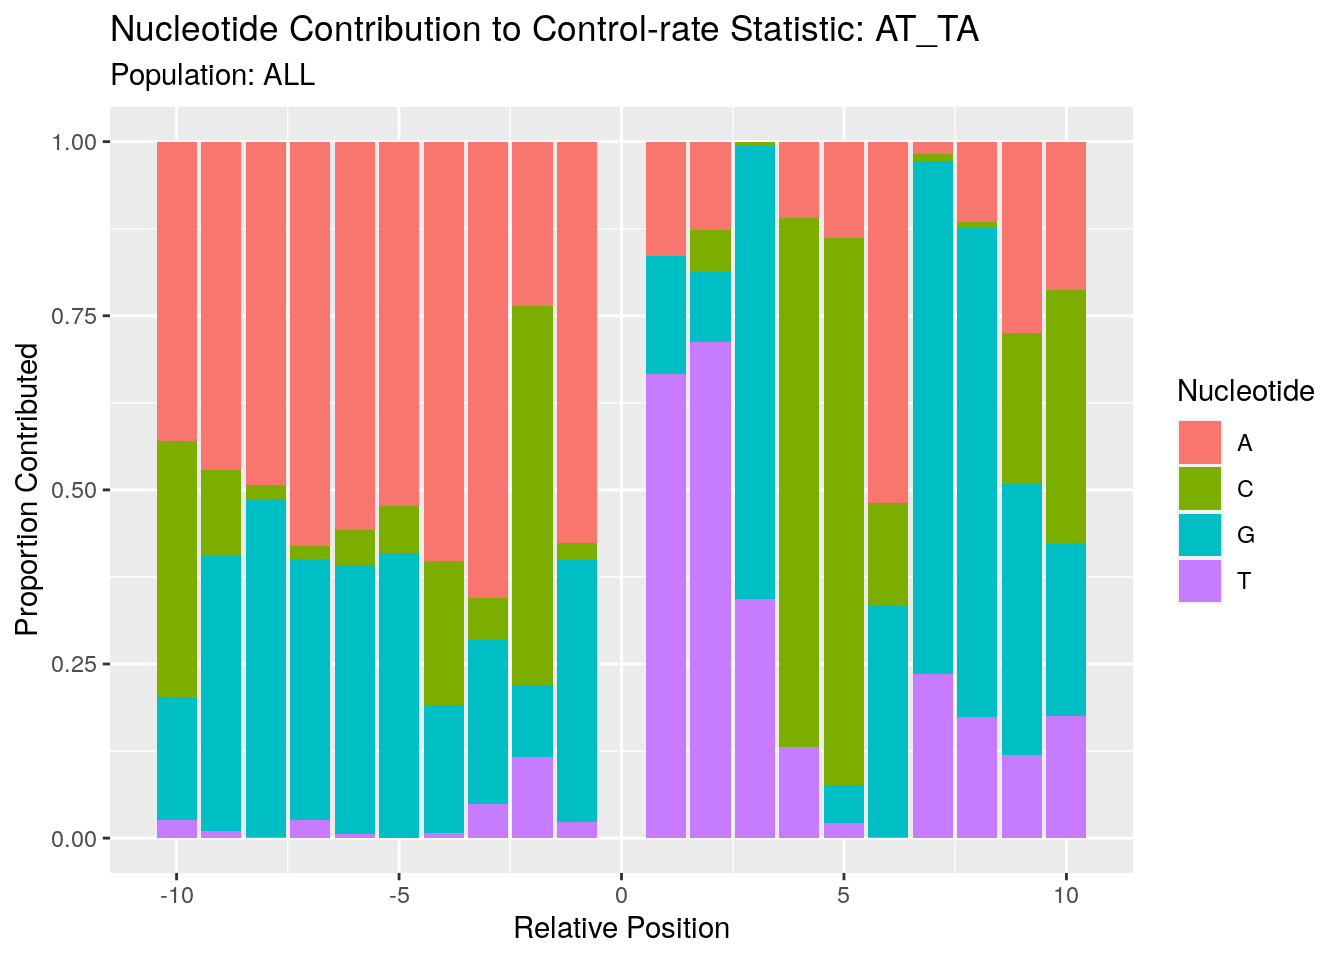 Nucleotide Contribution to Control-rate Statistic: AT_TA
Population: ALL
1.00
0.75
0.50
0.25
0.00
Proportion Contributed
-10
-5
0
5
10
Relative Position
Nucleotide
A
C
G
T